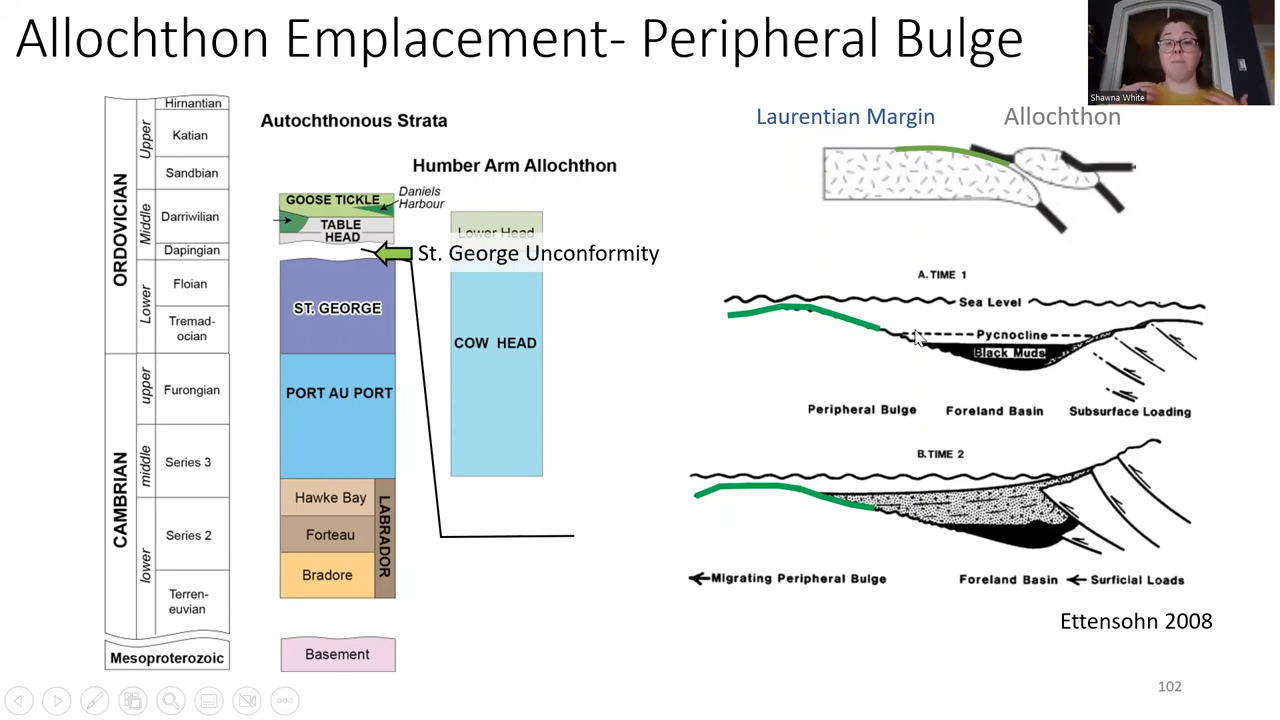 Allochthon Emplacement- Peripheral Bulge
Shawna White
ORDOVICIAN
Upper
Middle
Lower
Hirnantian
Katian
Sandbian
Darriwilian
Dapingian
Floian
Tremad-
ocian
CAMBRIAN
upper
middle
lower
Furongian
Series 3
Series 2
Terren-
euvian
Mesoproterozoic
Autochthonous Strata
GOOSE TICKLE
Daniels
Harbour
TABLE
HEAD
ST. GEORGE
PORT AU PORT
Hawke Bay
Forteau
Bradore
LABRADOR
Basement
Humber Arm Allochthon
Lower Head
St. George Unconformity
COW HEAD
Laurentian Margin
Allochthon
A. TIME 1
Sea Level
Pycnocline
Black Muds
Peripheral Bulge
Foreland Basin
Subsurface Loading
B. TIME 2
Migrating Peripheral Bulge
Foreland Basin
Surficial Loads
Ettensohn 2008
102